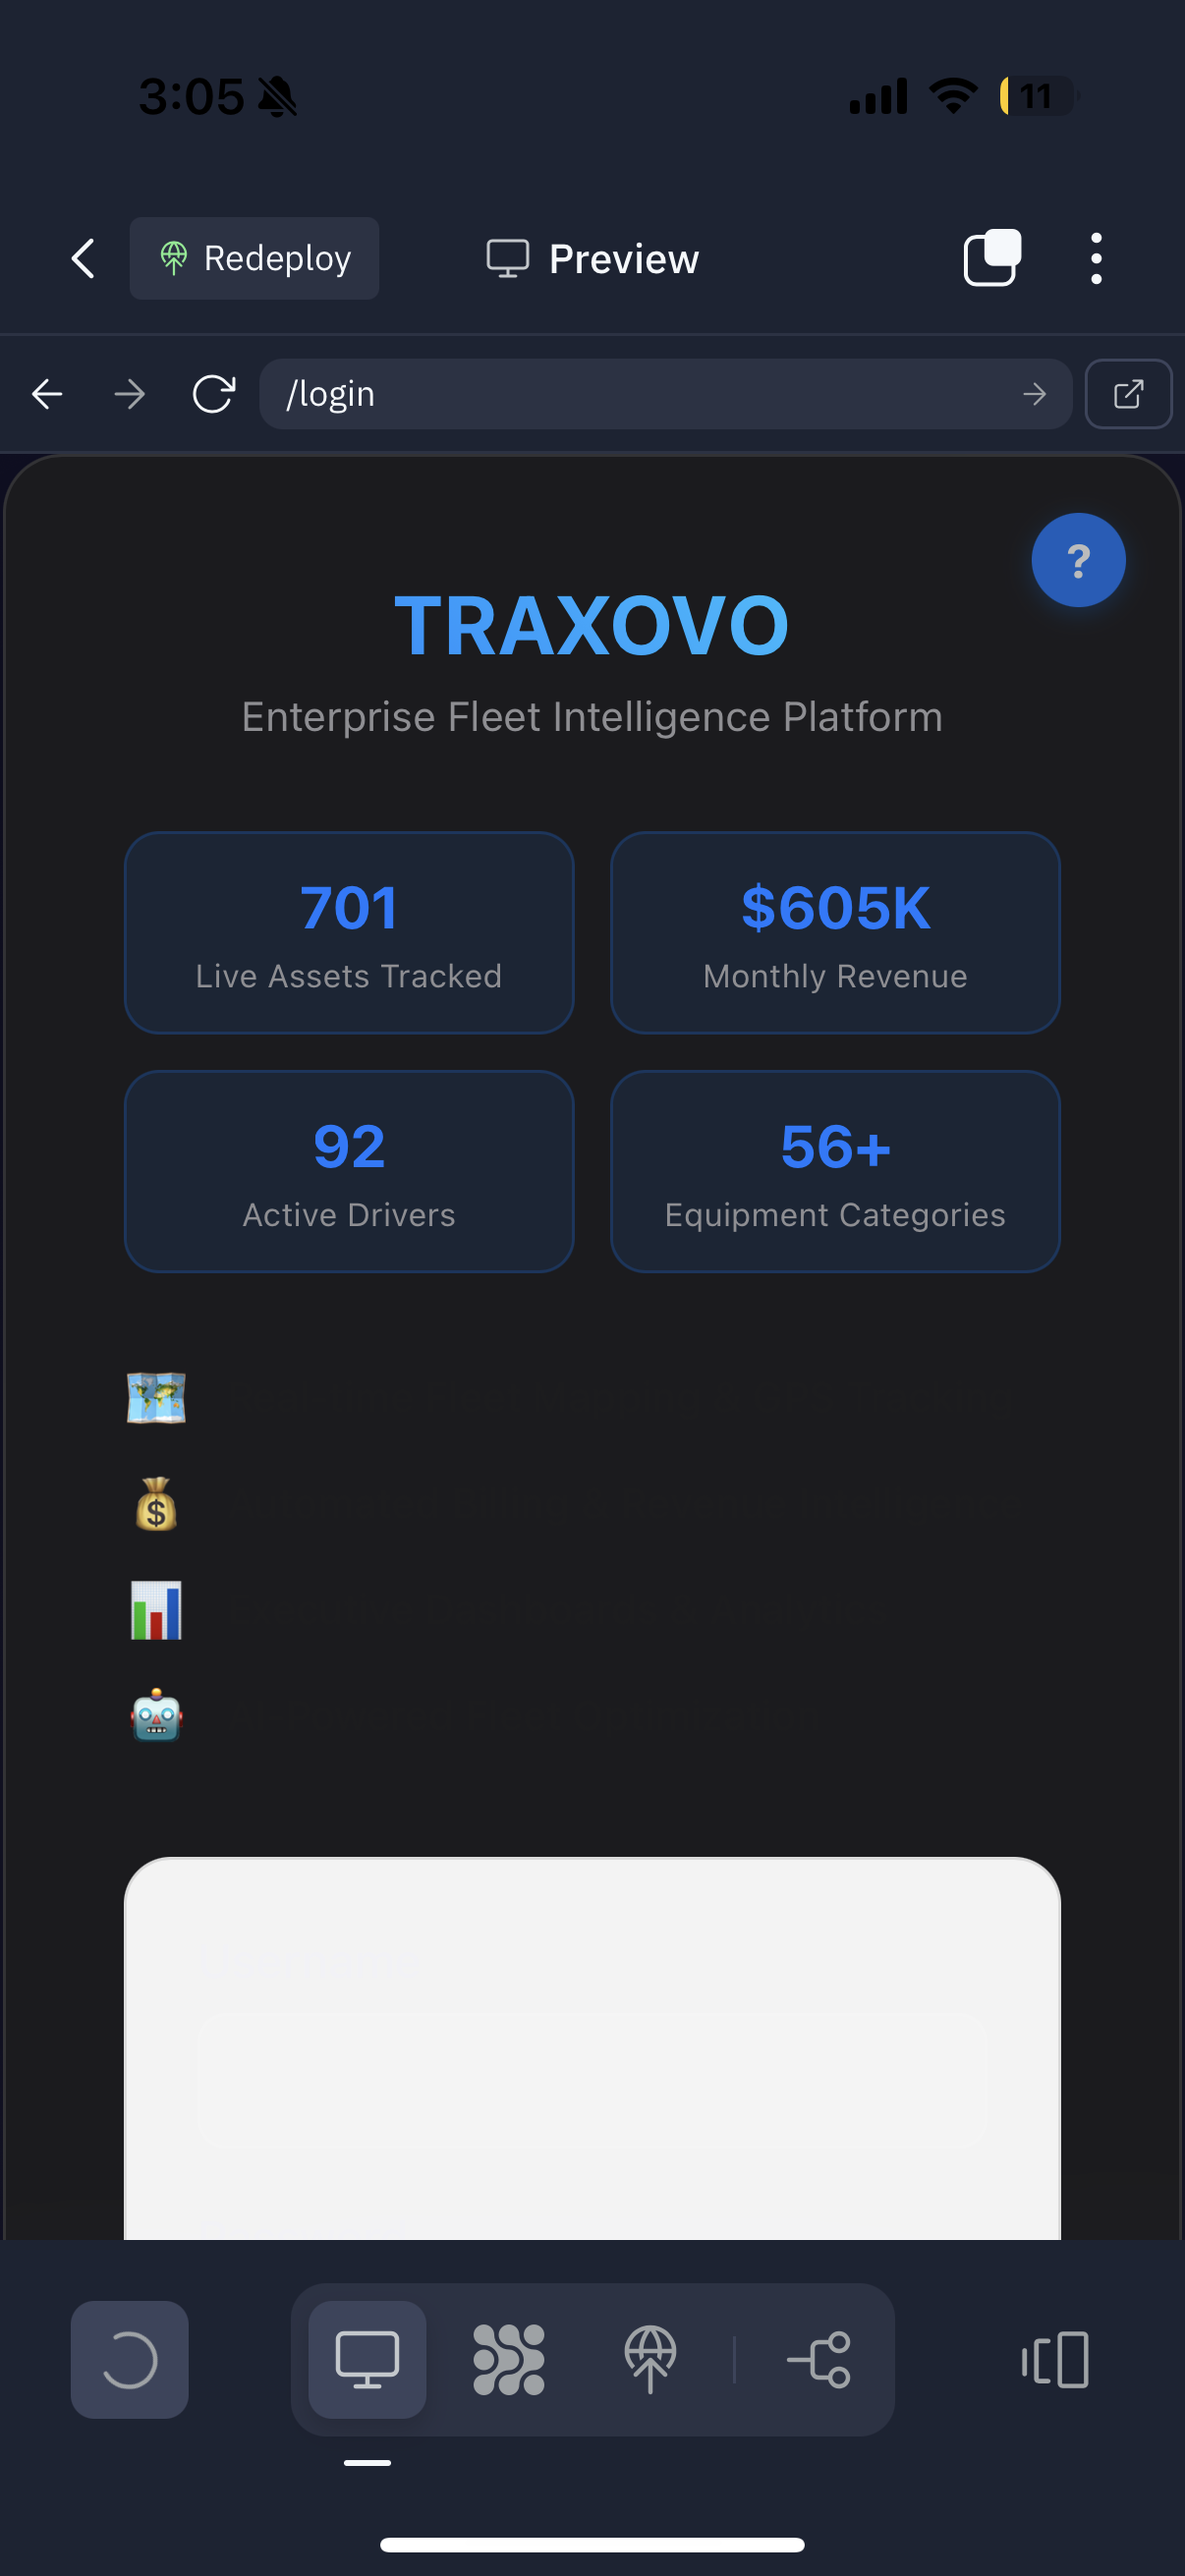 3:05
11
Redeploy
Preview
/login
?
TRAXOVO
Enterprise Fleet Intelligence Platform
701
Live Assets Tracked
$605K
Monthly Revenue
92
Active Drivers
56+
Equipment Categories